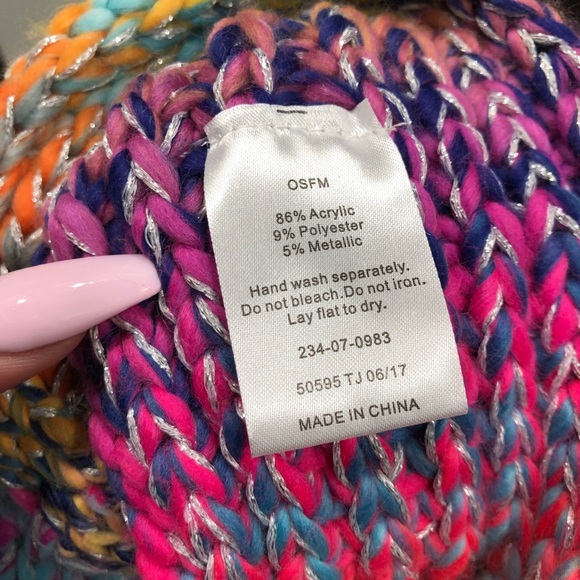 OSFM
86% Acrylic
9% Polyester
5% Metallic
Hand wash separately.
Do not bleach.Do not iron.
Lay flat to dry.
234-07-0983
50595 TJ 06/17
MADE IN CHINA